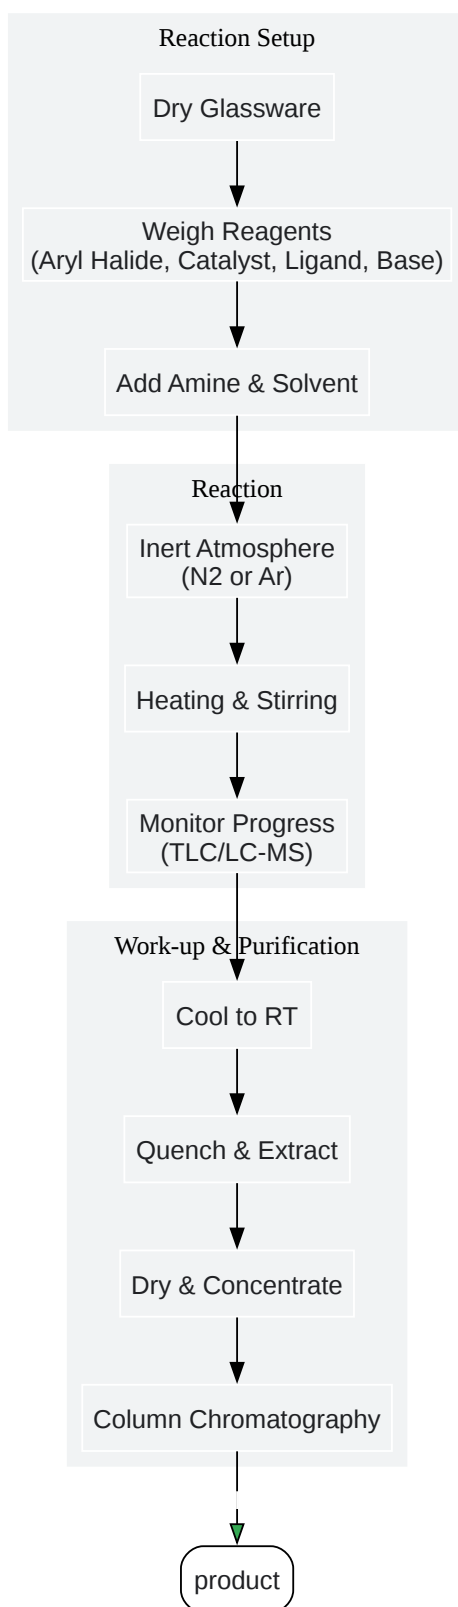 Reaction Setup
Dry Glassware
Weigh Reagents
(Aryl Halide, Catalyst, Ligand, Base)
Add Amine & Solvent
Reaction
Inert Atmosphere
(N2 or Ar)
Heating & Stirring
Monitor Progress
(TLC/LC-MS)
Work-up & Purification
Cool to RT
Quench & Extract
Dry & Concentrate
Column Chromatography
product